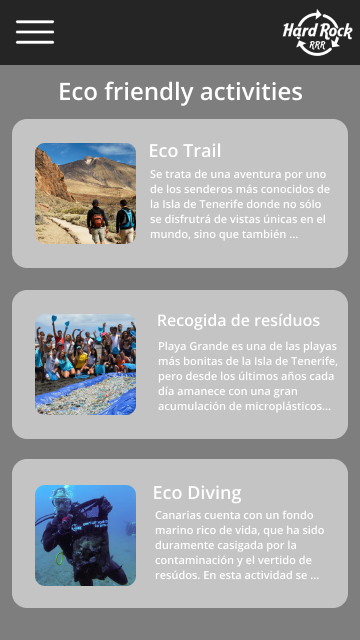 Hard Rock
RRR
Eco friendly activities
Eco Trail
Se trata de una aventura por uno
de los senderos más conocidos de
la Isla de Tenerife donde no sólo
se disfrutrá de vistas únicas en el
mundo, sino que también ...
Recogida de resíduos
Playa Grande es una de las playas
más bonitas de la Isla de Tenerife,
pero desde los últimos años cada
día amanece con una gran
acumulación de microplásticos...
Eco Diving
Canarias cuenta con un fondo
marino rico de vida, que ha sido
duramente casigada por la
contaminación y el vertido de
resúdos. En esta actividad se ...